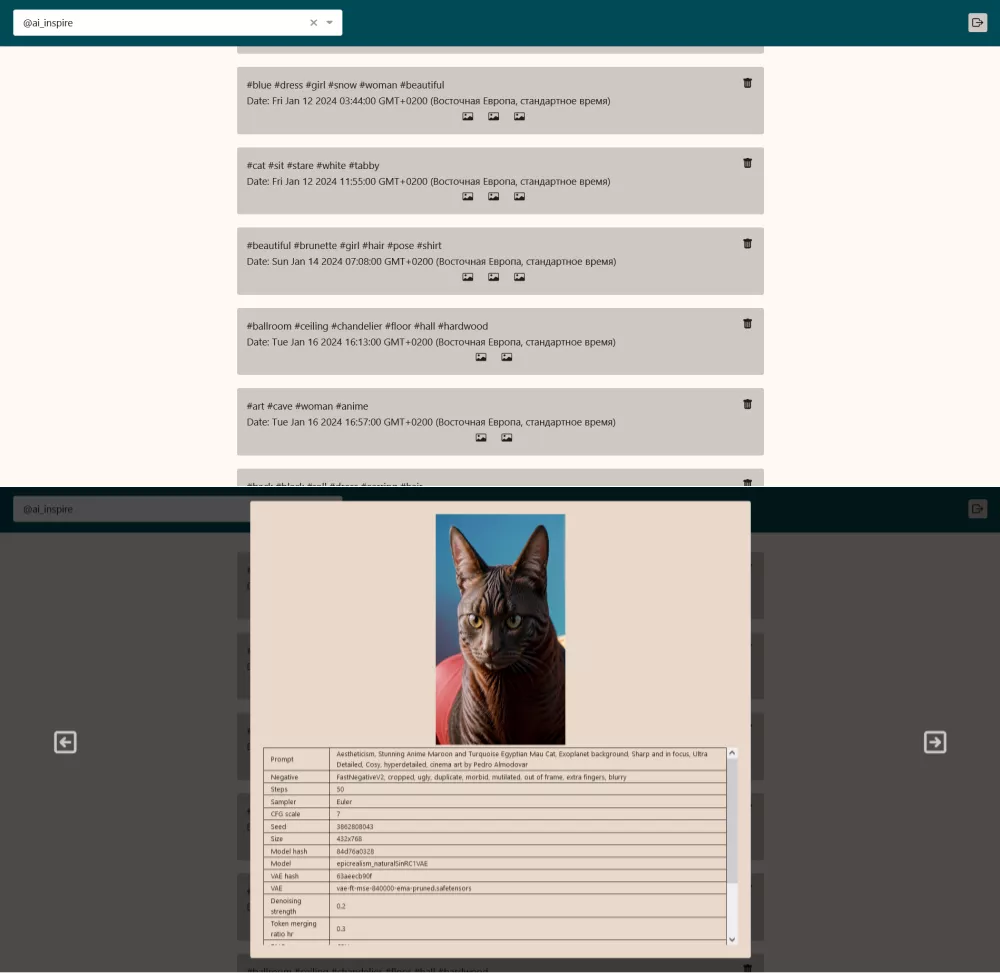 @ai_inspire
#blue #dress #girl #snow #woman #beautiful
Date: Fri Jan 12 2024 03:44:00 GMT+0200 (Восточная Европа, стандартное время)
#cat #sit #stare #white #tabby
Date: Fri Jan 12 2024 11:55:00 GMT+0200 (Восточная Европа, стандартное время)
#beautiful #brunette #girl #hair #pose #shirt
Date: Sun Jan 14 2024 07:08:00 GMT+0200 (Восточная Европа, стандартное время)
#ballroom #ceiling #chandelier #floor #hall #hardwood
Date: Tue Jan 16 2024 16:13:00 GMT+0200 (Восточная Европа, стандартное время)
#art #cave #woman #anime
Date: Tue Jan 16 2024 16:57:00 GMT+0200 (Восточная Европа, стандартное время)
@ai_inspire
Prompt
Aestheticism, Stunning Anime Maroon and Turquoise Egyptian Mau Cat, Exoplanet background, Sharp and in focus, Ultra
Detailed, Cosy, hyperdetailed, cinema art by Pedro Almodovar
Negative FastNegativeV2, cropped, ugly, duplicate, morbid, mutilated, out of frame, extra fingers, blurry
Steps 50
Sampler Euler
CFG scale 7
Seed 3862808043
Size 432x768
Model hash 84d76a0328
Model epicrealism_naturalSinRC1VAE
VAE hash 63aeecb90f
VAE vae-ft-mse-840000-ema-pruned.safetensors
Denoising
strength 0.2
Token merging
ratio hr 0.3
#ballroom #ceiling #chandelier #floor #hall #hardwood